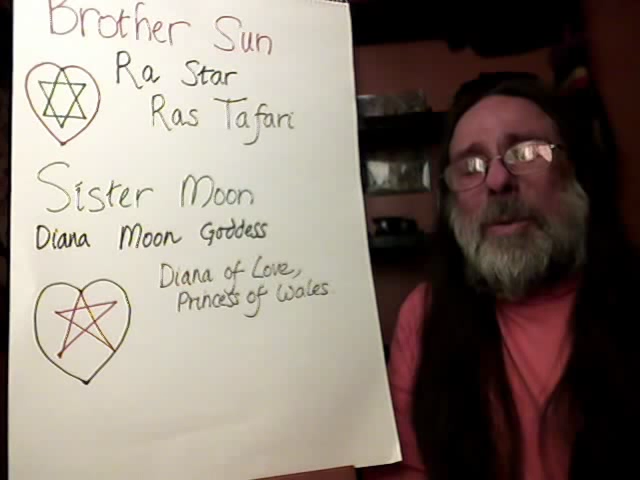 Brother Sun
Ra Star
Ras Tafari
Sister Moon
Diana Moon Goddess
Diana of Love,
Princess of Wales